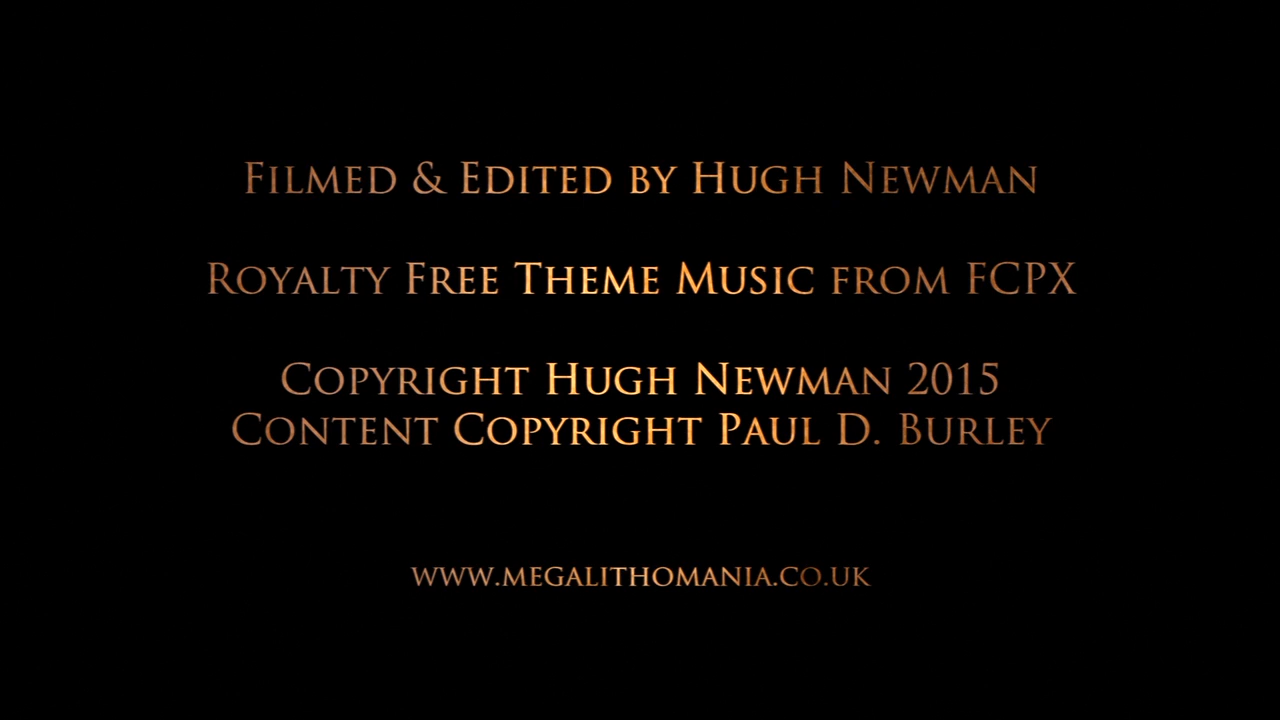 Filmed & Edited by Hugh Newman
Royalty Free Theme Music from FCPX
Copyright Hugh Newman 2015
Content Copyright Paul D. Burley
www.megalithomania.co.uk